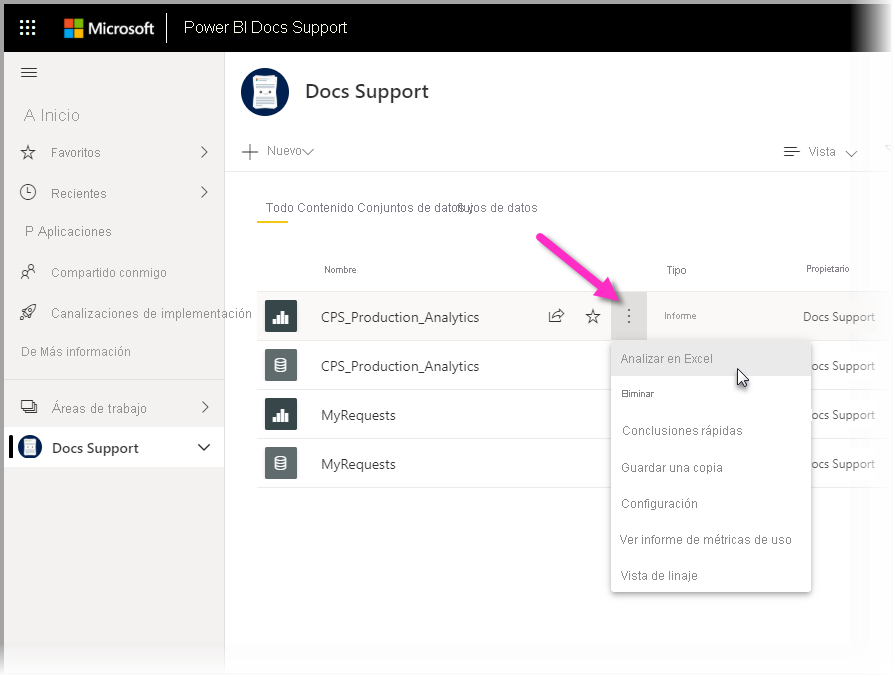 Microsoft Power BI Docs Support
A Inicio
Favoritos
Recientes
P Aplicaciones
Compartido conmigo
Canalizaciones de implementación
De Más información
Áreas de trabajo
Docs Support
Docs Support
Nuevo
Vista
Todo Contenido Conjuntos de datos y flujos de datos
Nombre Tipo Propietario
CPS_Production_Analytics Informe Docs Support
CPS_Production_Analytics ocs Support
MyRequests ocs Support
MyRequests ocs Support
Analizar en Excel
Eliminar
Conclusiones rápidas
Guardar una copia
Configuración
Ver informe de métricas de uso
Vista de linaje